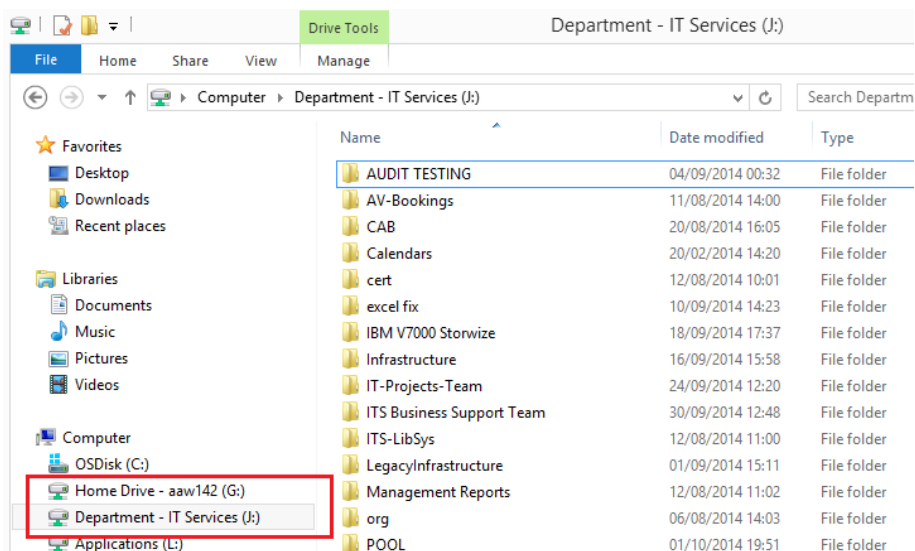 Drive Tools Department - IT Services (J:)
File Home Share View Manage
Computer Department - IT Services (J:) Search Departm
Favorites
Desktop
Downloads
Recent places
Libraries
Documents
Music
Pictures
Videos
Computer
OSDisk (C:)
Home Drive - aaw142 (G:)
Department - IT Services (J:)
Applications (L:)
Name Date modified Type
AUDIT TESTING 04/09/2014 00:32 File folder
AV-Bookings 11/08/2014 14:00 File folder
CAB 20/08/2014 16:05 File folder
Calendars 20/02/2014 14:20 File folder
cert 12/08/2014 10:01 File folder
excel fix 10/09/2014 14:23 File folder
IBM V7000 Storwize 18/09/2014 17:37 File folder
Infrastructure 16/09/2014 15:58 File folder
IT-Projects-Team 24/09/2014 12:20 File folder
ITS Business Support Team 30/09/2014 12:48 File folder
ITS-LibSys 12/08/2014 11:00 File folder
LegacyInfrastructure 01/09/2014 15:11 File folder
Management Reports 12/08/2014 11:02 File folder
org 06/08/2014 14:03 File folder
POOL 01/10/2014 19:51 File folder